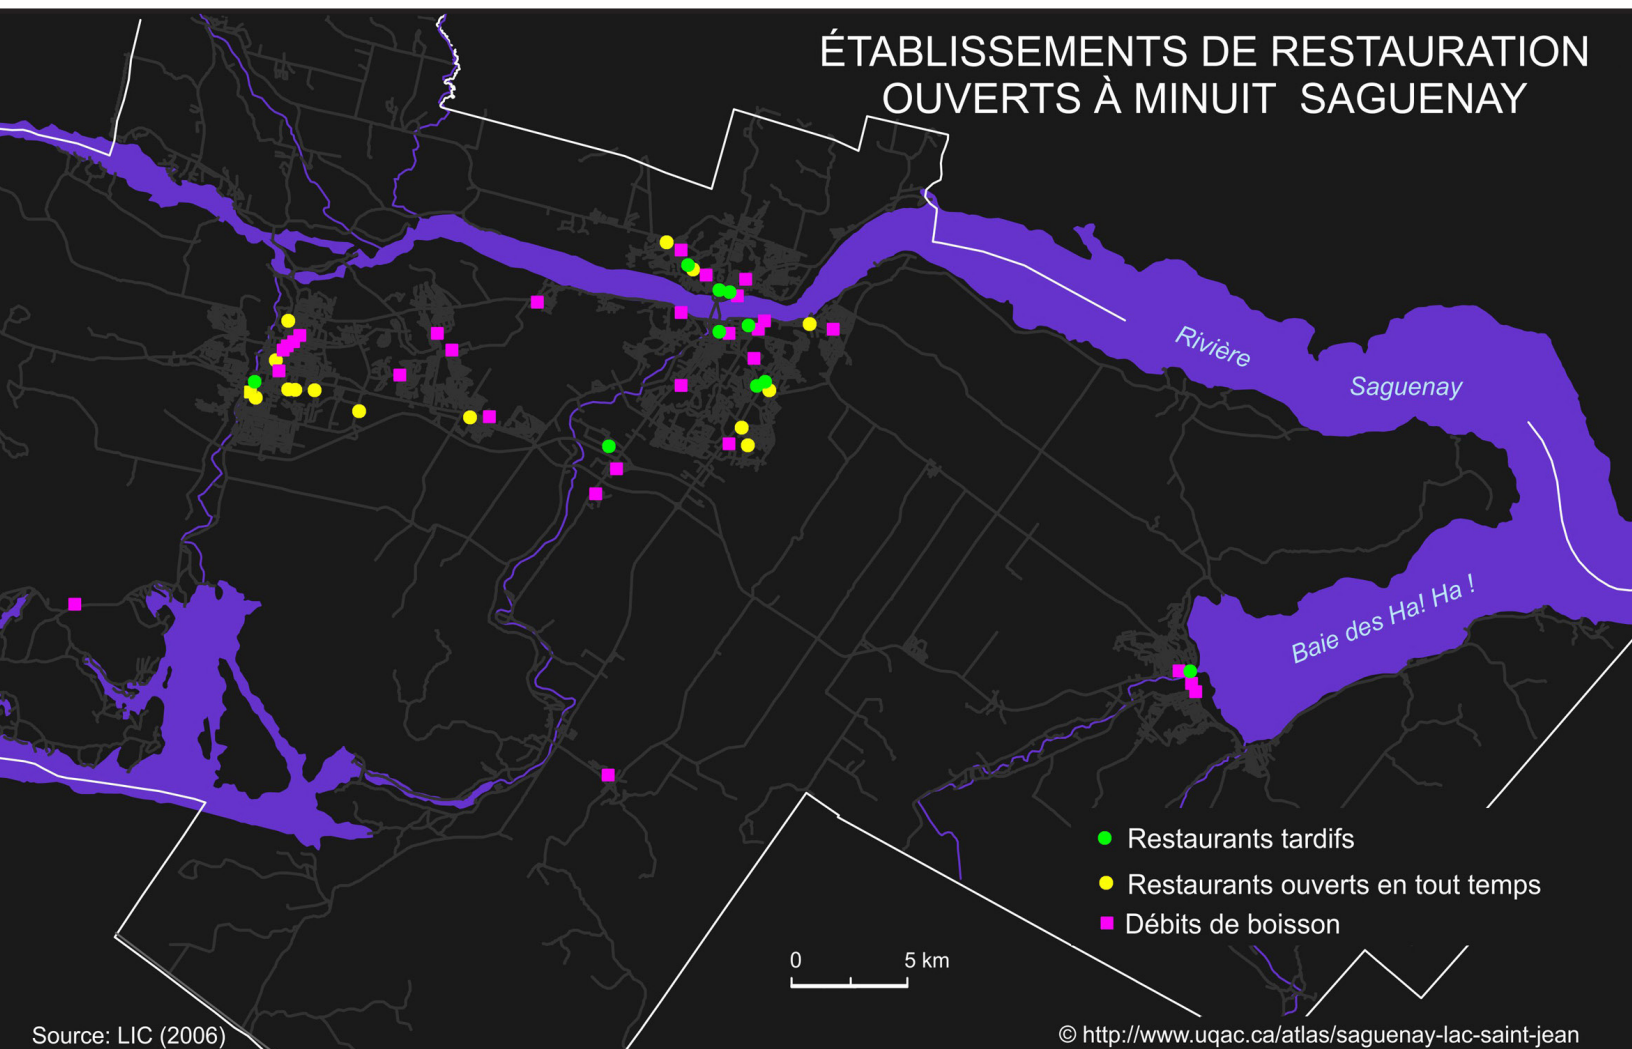 ÉTABLISSEMENTS DE RESTAURATION
OUVERTS À MINUIT SAGUENAY
Rivière
Saguenay
Baie des Ha! Ha !
Restaurants tardifs
Restaurants ouverts en tout temps
Débits de boisson
0 5 km
Source: LIC (2006)
© http://www.uqac.ca/atlas/saguenay-lac-saint-jean